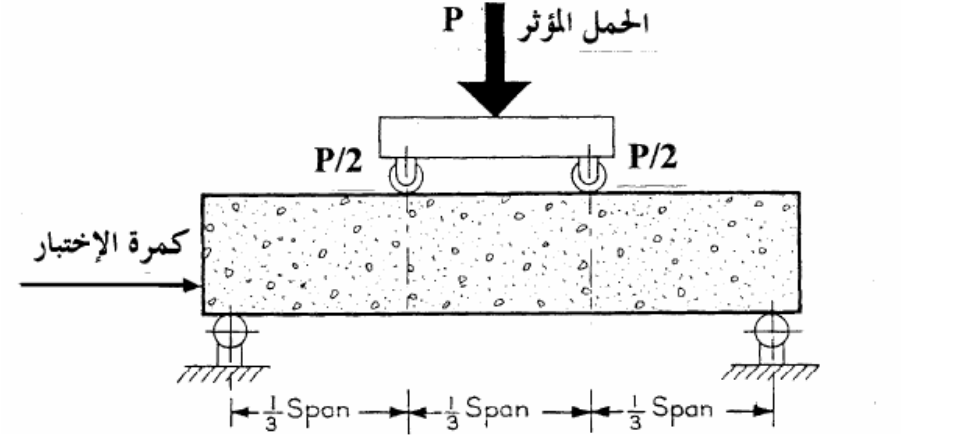 P الحمل المؤثر
P/2 P/2
كمرة الإختبار
1/3 Span 1/3 Span 1/3 Span